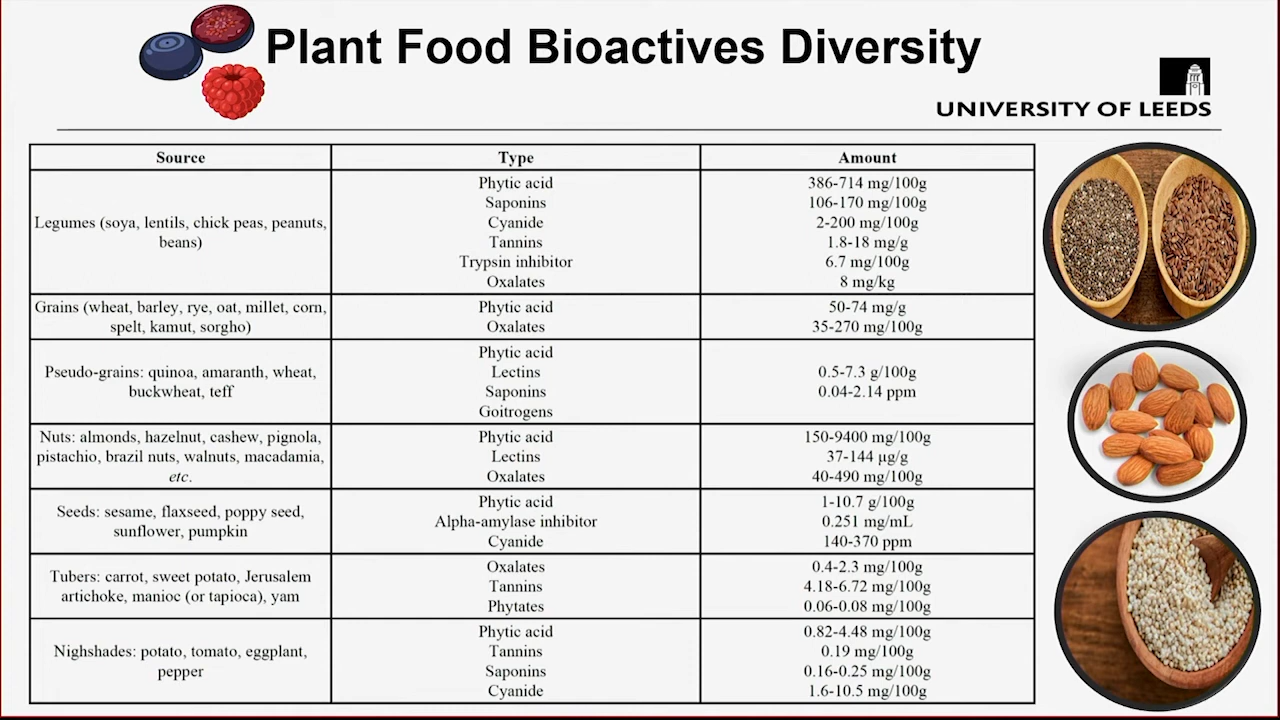 Plant Food Bioactives Diversity
UNIVERSITY OF LEEDS
Source Type Amount
Legumes (soya, lentils, chick peas, peanuts,
beans)
Phytic acid 386-714 mg/100g
Saponins 106-170 mg/100g
Cyanide 2-200 mg/100g
Tannins 1.8-18 mg/g
Trypsin inhibitor 6.7 mg/100g
Oxalates 8 mg/kg
Grains (wheat, barley, rye, oat, millet, corn,
spelt, kamut, sorgho)
Phytic acid 50-74 mg/g
Oxalates 35-270 mg/100g
Pseudo-grains: quinoa, amaranth, wheat,
buckwheat, teff
Phytic acid
Lectins 0.5-7.3 g/100g
Saponins 0.04-2.14 ppm
Goitrogens
Nuts: almonds, hazelnut, cashew, pignola,
pistachio, brazil nuts, walnuts, macadamia,
etc.
Phytic acid 150-9400 mg/100g
Lectins 37-144 μg/g
Oxalates 40-490 mg/100g
Seeds: sesame, flaxseed, poppy seed,
sunflower, pumpkin
Phytic acid 1-10.7 g/100g
Alpha-amylase inhibitor 0.251 mg/mL
Cyanide 140-370 ppm
Tubers: carrot, sweet potato, Jerusalem
artichoke, manioc (or tapioca), yam
Oxalates 0.4-2.3 mg/100g
Tannins 4.18-6.72 mg/100g
Phytates 0.06-0.08 mg/100g
Nighshades: potato, tomato, eggplant,
pepper
Phytic acid 0.82-4.48 mg/100g
Tannins 0.19 mg/100g
Saponins 0.16-0.25 mg/100g
Cyanide 1.6-10.5 mg/100g